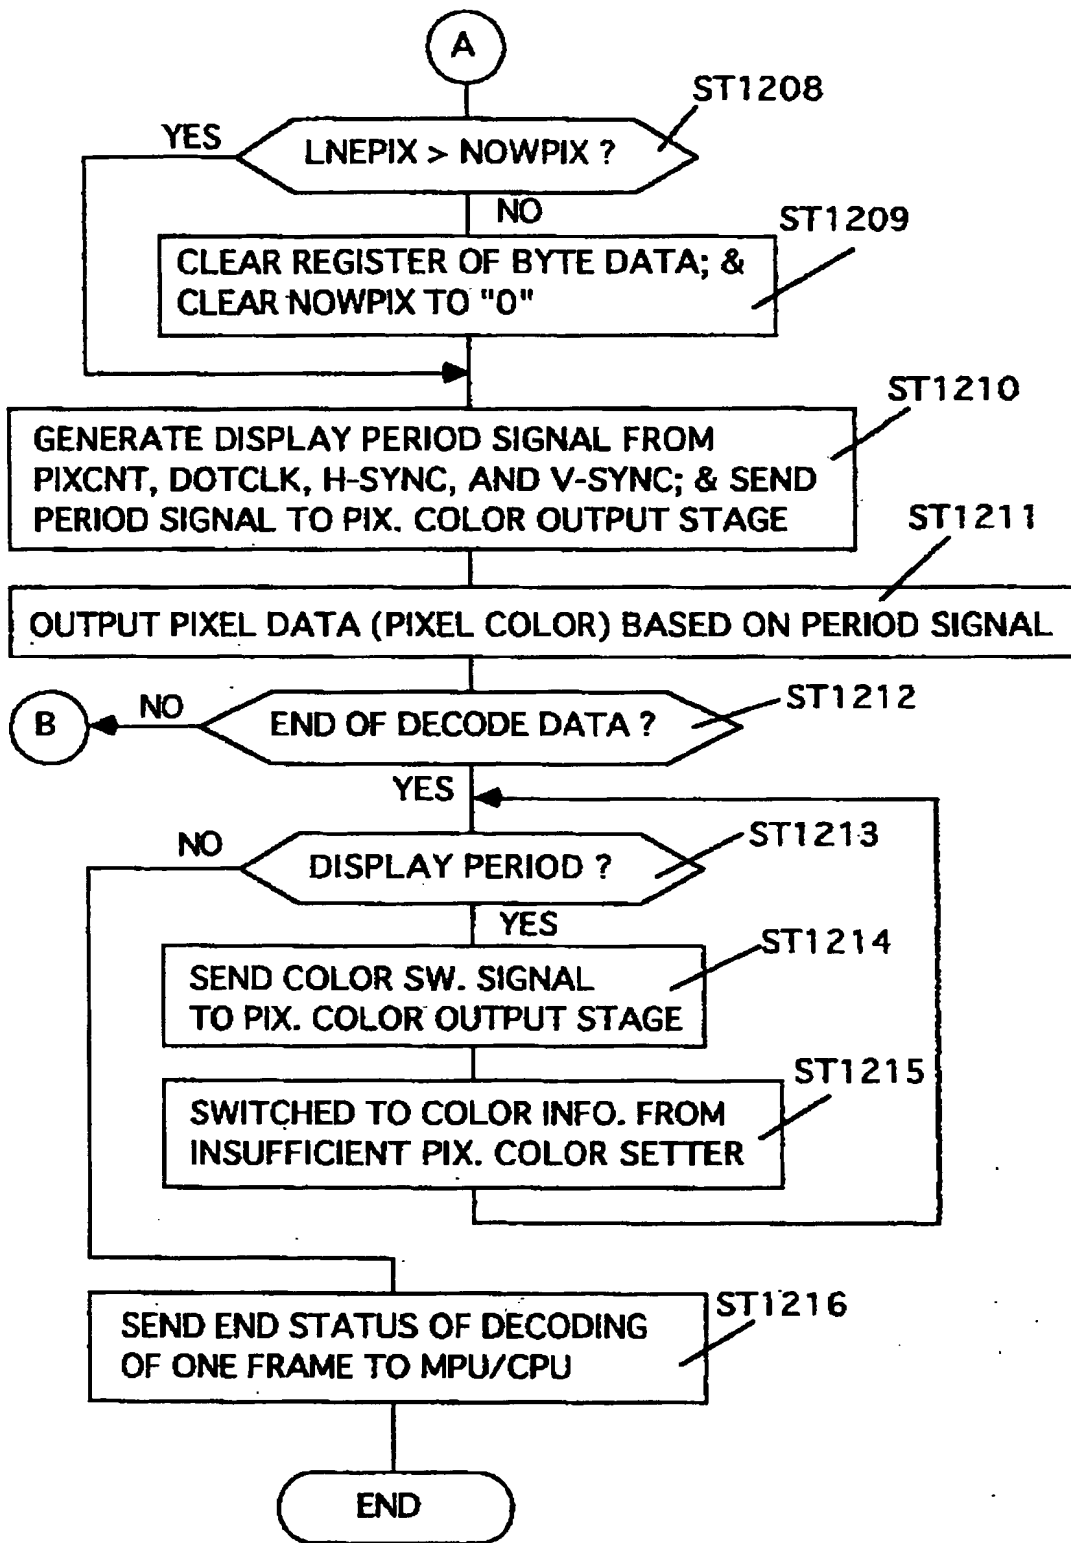 A
ST1208
YES
LNEPIX > NOWPIX ?
NO
ST1209
CLEAR REGISTER OF BYTE DATA; &
CLEAR NOWPIX TO "0"
ST1210
GENERATE DISPLAY PERIOD SIGNAL FROM
PIXCNT, DOTCLK, H-SYNC, AND V-SYNC; & SEND
PERIOD SIGNAL TO PIX. COLOR OUTPUT STAGE
ST1211
OUTPUT PIXEL DATA (PIXEL COLOR) BASED ON PERIOD SIGNAL
ST1212
B
NO
END OF DECODE DATA ?
YES
ST1213
NO
DISPLAY PERIOD ?
YES
ST1214
SEND COLOR SW. SIGNAL
TO PIX. COLOR OUTPUT STAGE
ST1215
SWITCHED TO COLOR INFO. FROM
INSUFFICIENT PIX. COLOR SETTER
ST1216
SEND END STATUS OF DECODING
OF ONE FRAME TO MPU/CPU
END